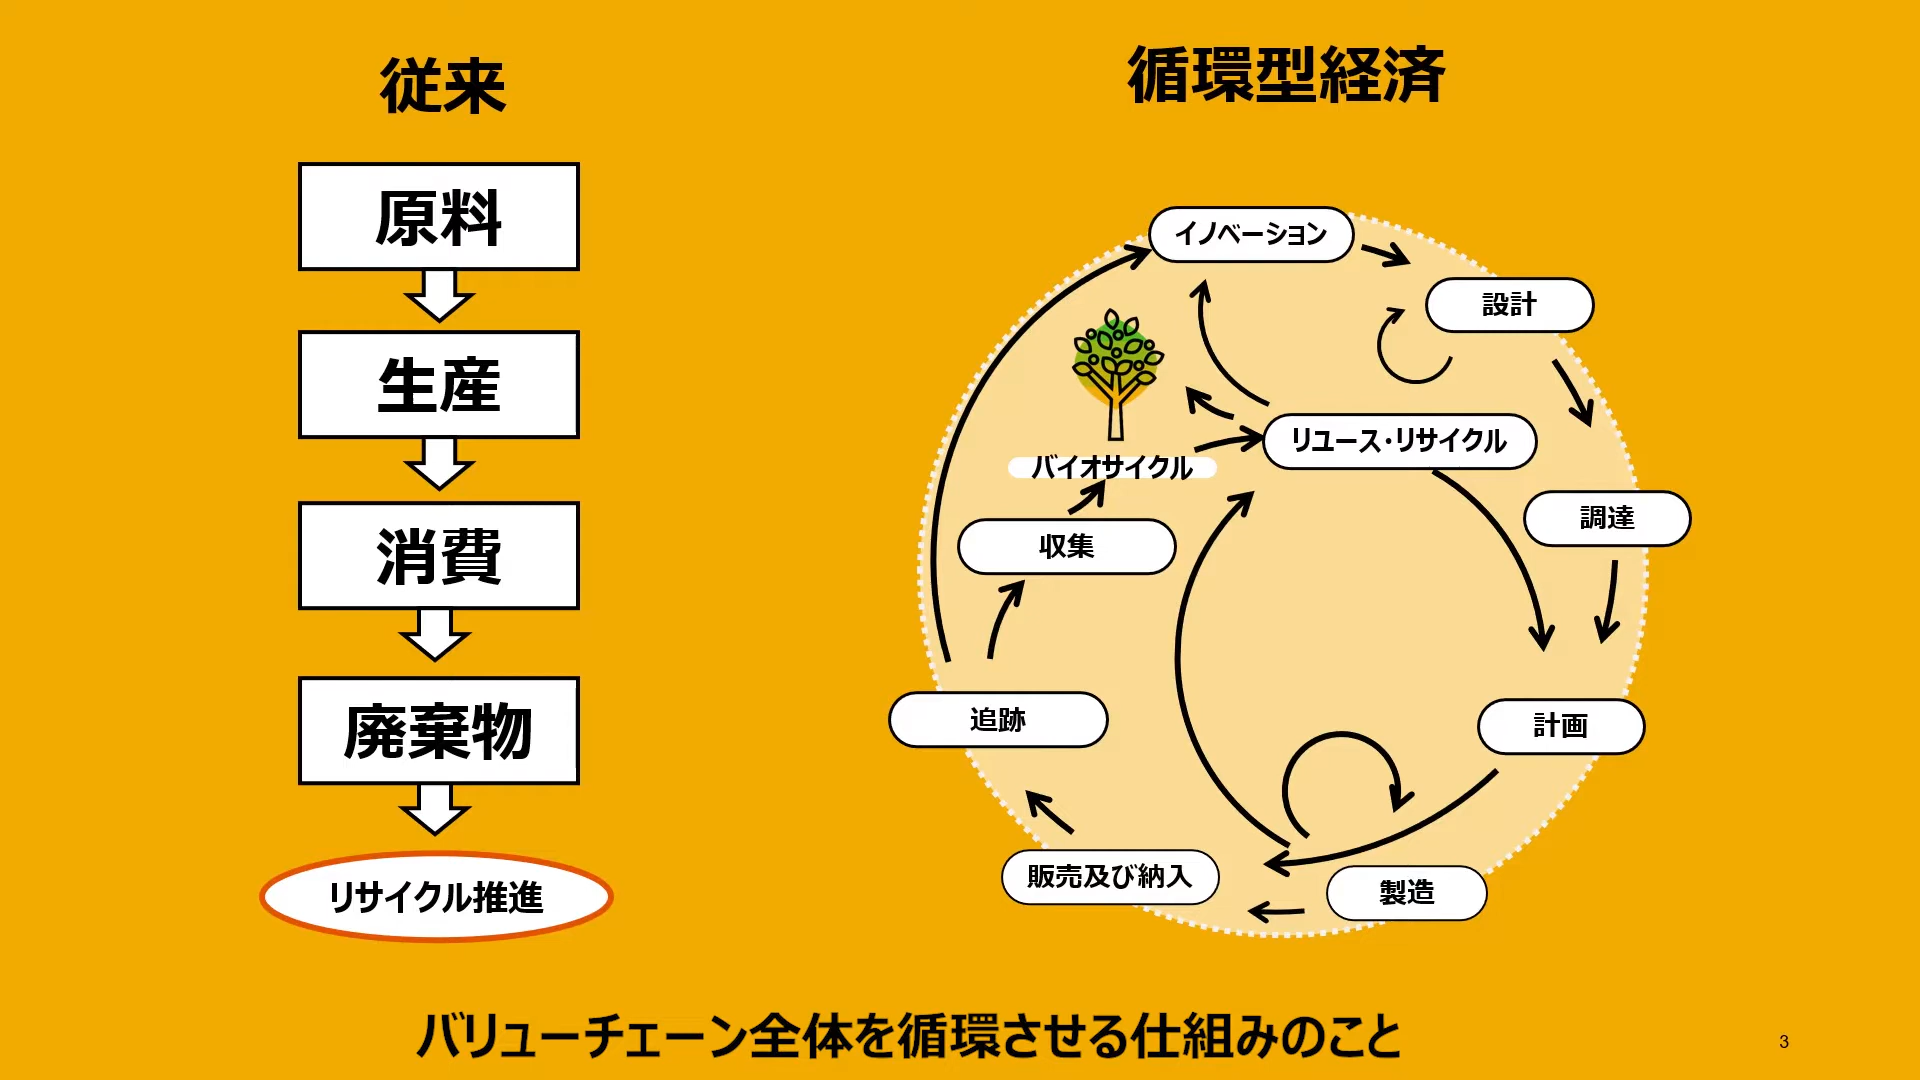 従来
原料
生産
消費
廃棄物
リサイクル推進
循環型経済
イノベーション
設計
リユース・リサイクル
バイオサイクル
調達
収集
追跡
計画
販売及び納入
製造
バリューチェーン全体を循環させる仕組みのこと
3